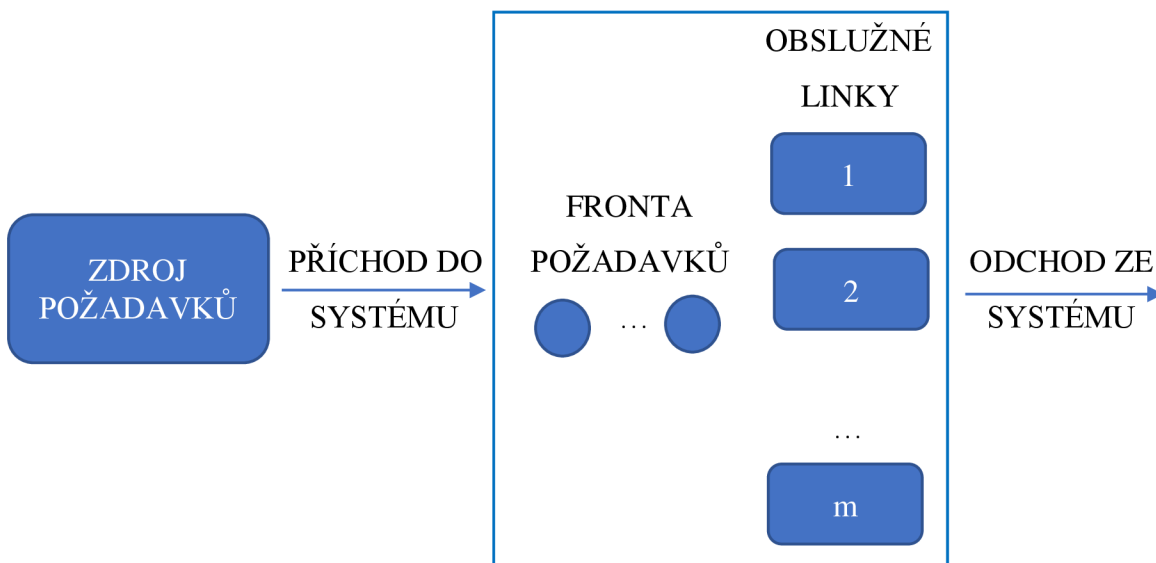 ZDROJ
POŽADAVKŮ
PŘÍCHOD DO
SYSTÉMU
FRONTA
POŽADAVKŮ
…
OBSLUŽNÉ
LINKY
1
2
…
m
ODCHOD ZE
SYSTÉMU